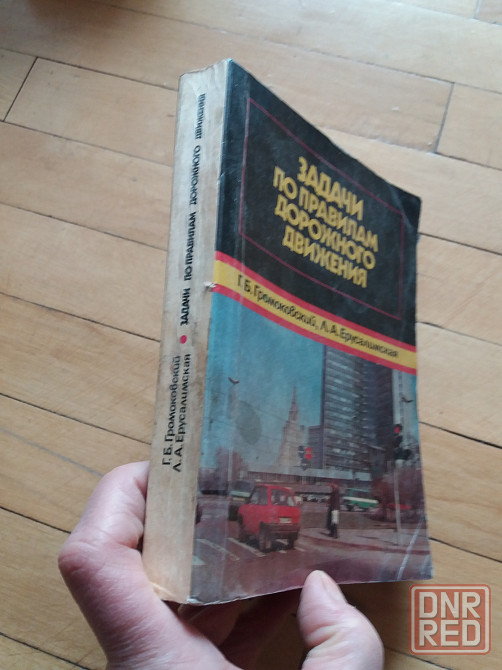 ЗАДАЧИ ПО ПРАВИЛАМ ДОРОЖНОГО ДВИЖЕНИЯ
Г. Б. Громоковский
Л. А. Ерусалимская
ЗАДАЧИ
ПО ПРАВИЛАМ
ДОРОЖНОГО
ДВИЖЕНИЯ
Г. Б. Громоковский, Л. А. Ерусалимская
DNR
RED